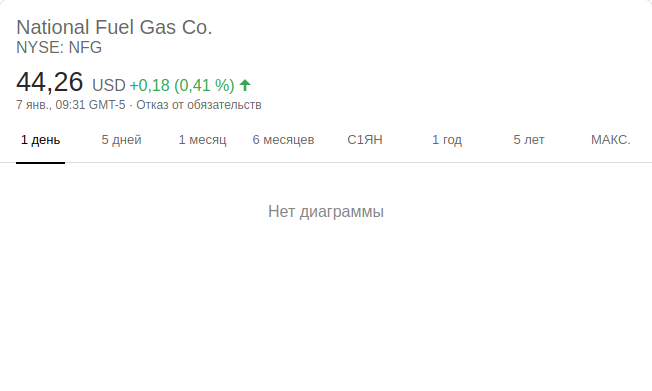 National Fuel Gas Co.
NYSE: NFG
44,26 USD +0,18 (0,41 %)
7 янв., 09:31 GMT-5 · Отказ от обязательств
1 день 5 дней 1 месяц 6 месяцев С1ЯН 1 год 5 лет МАКС.
Нет диаграммы